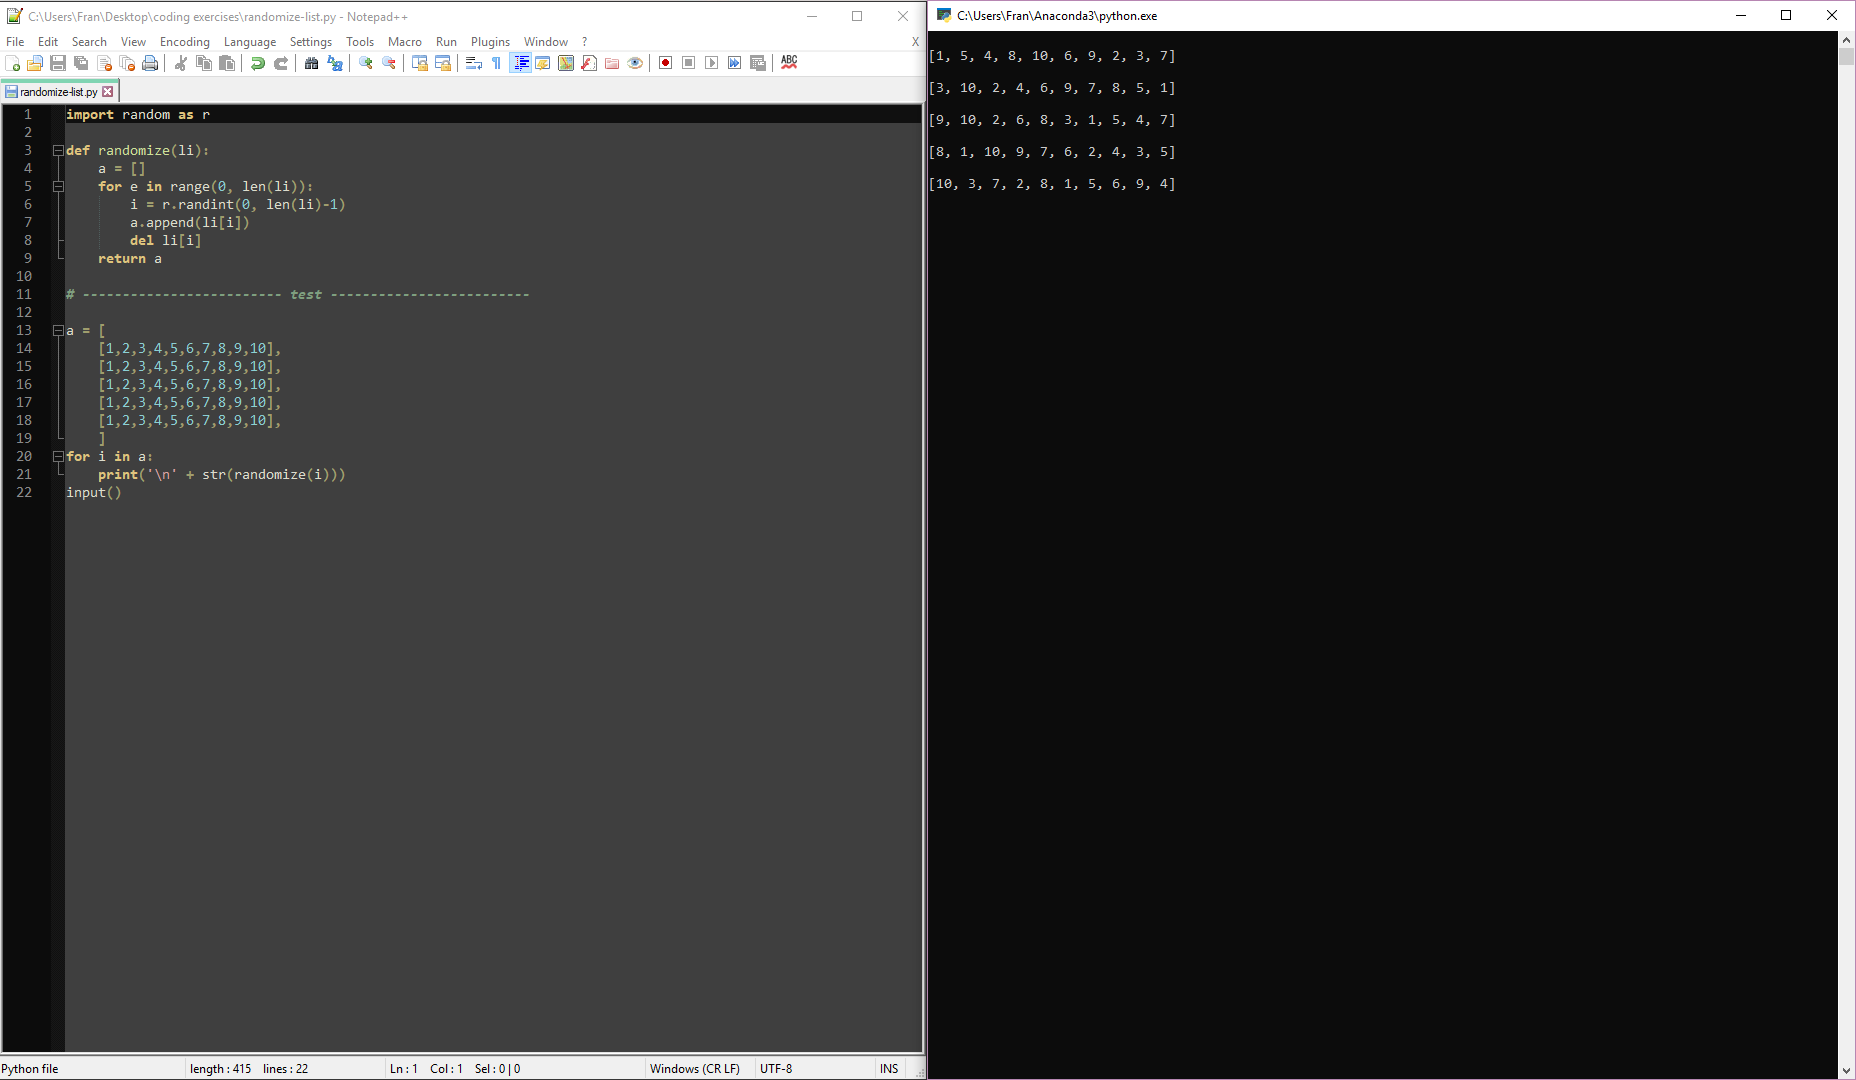 C:\Users\Fran\Desktop\coding exercises\randomize-list.py - Notepad++
File Edit Search View Encoding Language Settings Tools Macro Run Plugins Window ? X
ABC
randomize-list.py
1 import random as r
2
3 def randomize(li):
4     a = []
5     for e in range(0, len(li)):
6         i = r.randint(0, len(li)-1)
7         a.append(li[i])
8         del li[i]
9     return a
10
11 # ------------------------- test -------------------------
12
13 a = [
14     [1,2,3,4,5,6,7,8,9,10],
15     [1,2,3,4,5,6,7,8,9,10],
16     [1,2,3,4,5,6,7,8,9,10],
17     [1,2,3,4,5,6,7,8,9,10],
18     [1,2,3,4,5,6,7,8,9,10],
19     ]
20 for i in a:
21     print('\n' + str(randomize(i)))
22 input()
Python file length : 415 lines : 22 Ln : 1 Col : 1 Sel : 0 | 0 Windows (CR LF) UTF-8 INS
C:\Users\Fran\Anaconda3\python.exe
[1, 5, 4, 8, 10, 6, 9, 2, 3, 7]
[3, 10, 2, 4, 6, 9, 7, 8, 5, 1]
[9, 10, 2, 6, 8, 3, 1, 5, 4, 7]
[8, 1, 10, 9, 7, 6, 2, 4, 3, 5]
[10, 3, 7, 2, 8, 1, 5, 6, 9, 4]